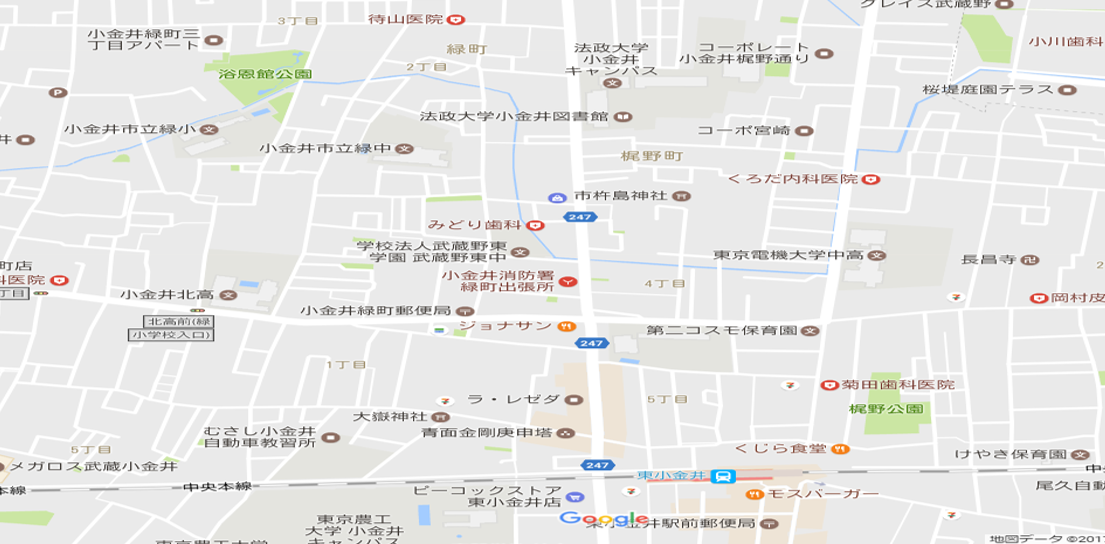 グレイス武蔵野
3丁目
待山医院
小金井緑町三
丁目アパート
緑町
法政大学
小金井
キャンパス
コーポレート
小金井梶野通り
小川歯科
2丁目
浴恩館公園
P
桜堤庭園テラス
法政大学小金井図書館
小金井市立緑小
コーポ宮崎
井
小金井市立緑中
梶野町
くろだ内科医院
市杵島神社
247
みどり歯科
学校法人武蔵野東
学園 武蔵野東中
東京電機大学中高
長昌寺
2
町店
科医院
小金井消防署
緑町出張所
4丁目
丁目
小金井北高
岡村皮
小金井緑町郵便局
北高前(緑
小学校入口)
ジョナサン
第二コスモ保育園
247
1丁目
菊田歯科医院
ラ・レゼダ
5丁目
梶野公園
大嶽神社
むさし小金井
自動車教習所
青面金剛庚申塔
5丁目
くじら食堂
けやき保育園
メガロス武蔵小金井
247
東小金井
中央
本線
中央本線
尾久自動
ピーコックストア
東小金井店
モスバーガー
東京農工
大学 小金井
キャンパス
Google
東小金井駅前郵便局
東京農工大学
地図データ ©2017